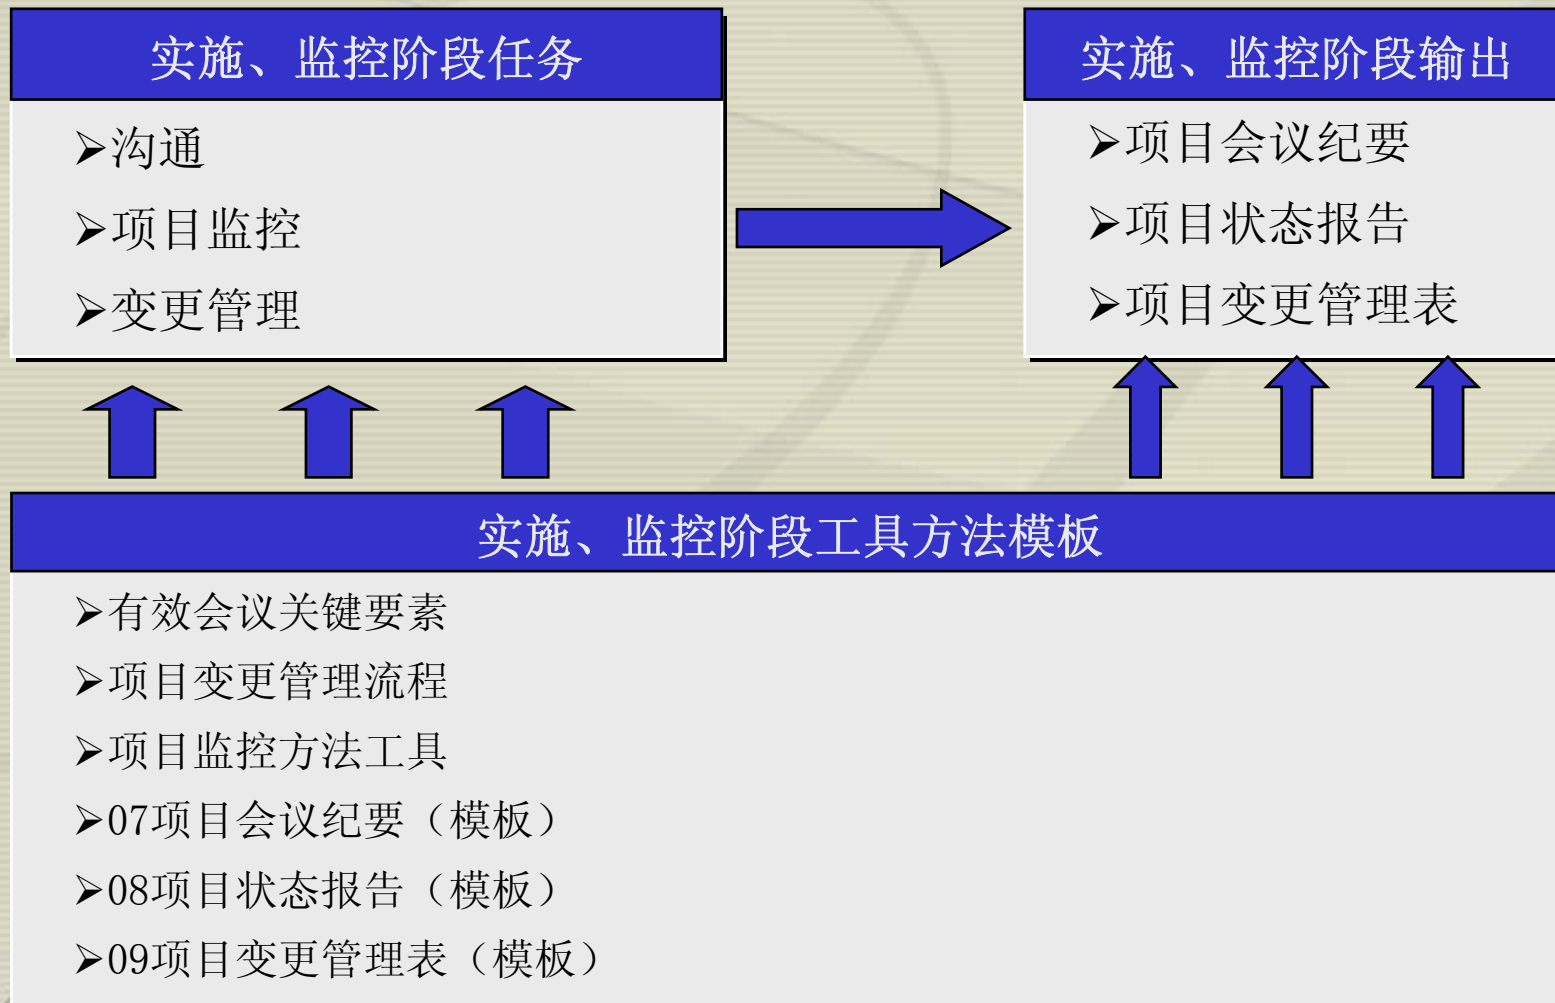 实施、监控阶段任务
➢沟通
➢项目监控
➢变更管理
实施、监控阶段输出
➢项目会议纪要
➢项目状态报告
➢项目变更管理表
实施、监控阶段工具方法模板
➢有效会议关键要素
➢项目变更管理流程
➢项目监控方法工具
➢07项目会议纪要（模板）
➢08项目状态报告（模板）
➢09项目变更管理表（模板）